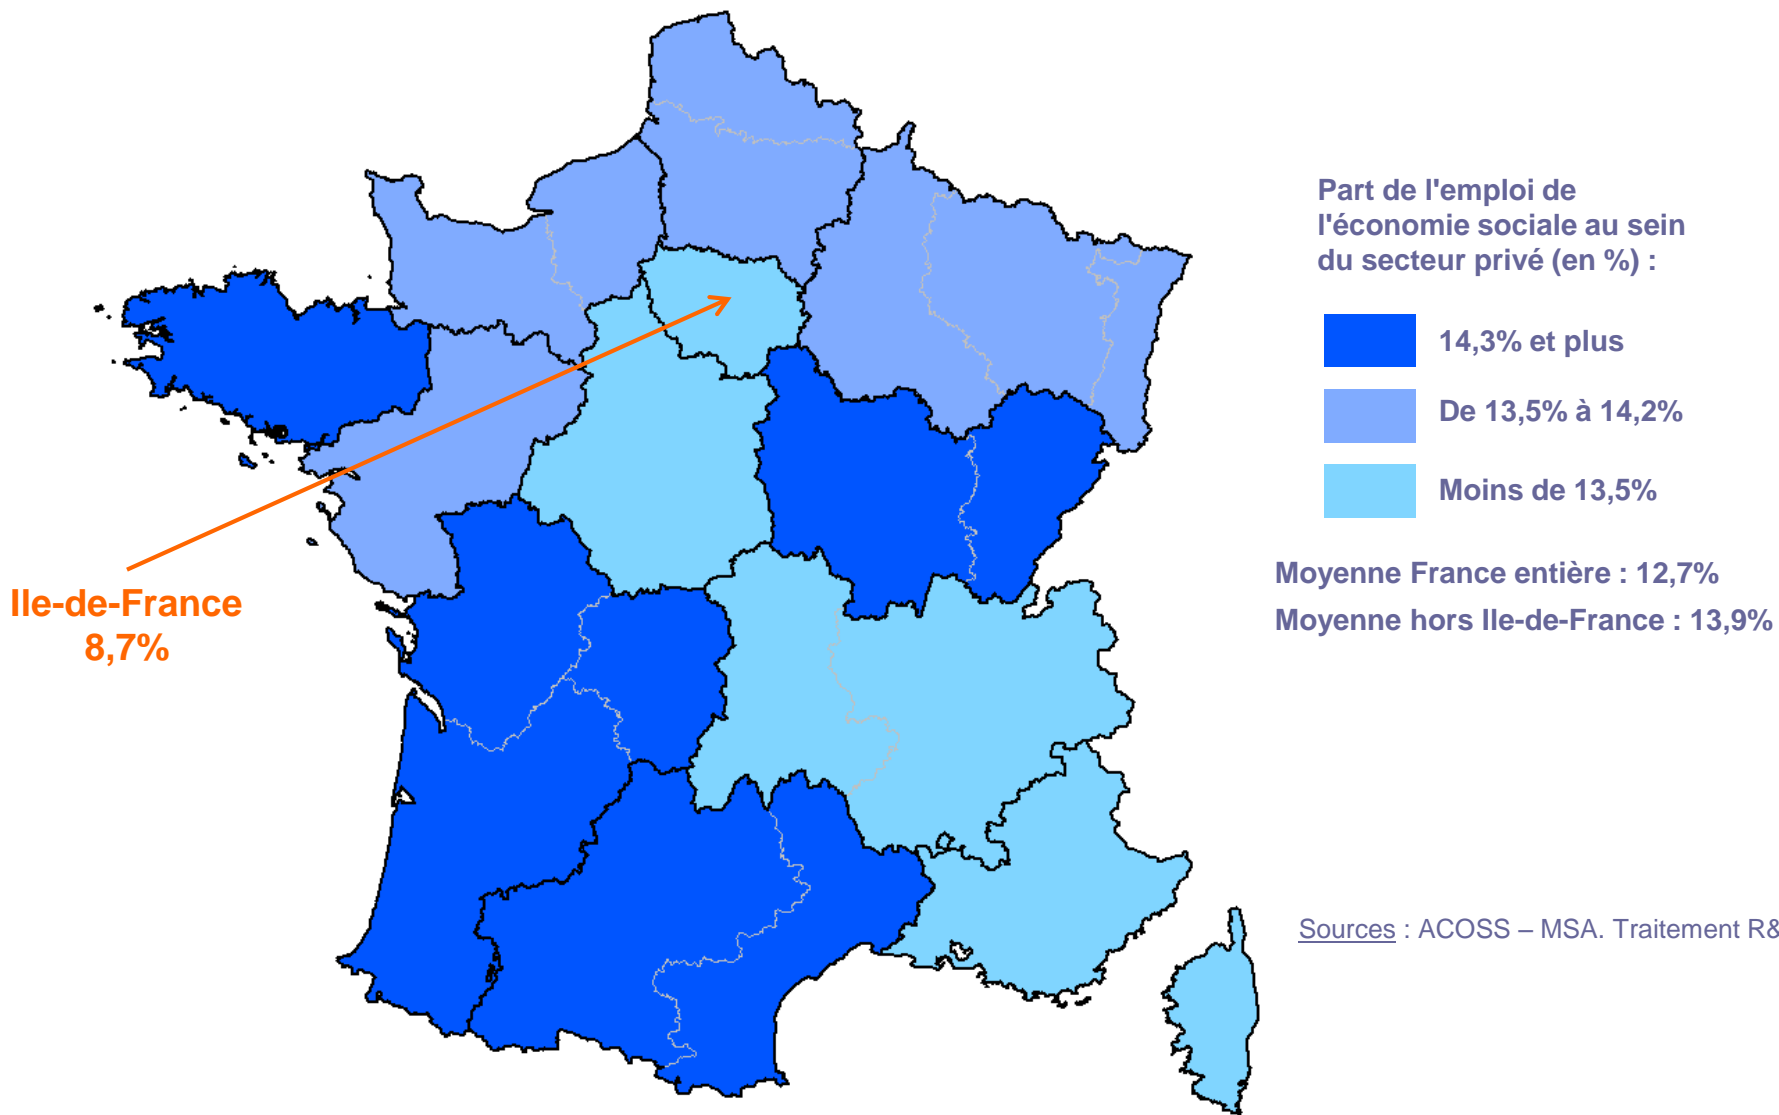 Part de l'emploi de
l'économie sociale au sein
du secteur privé (en %) :
14,3% et plus
De 13,5% à 14,2%
Moins de 13,5%
Moyenne France entière : 12,7%
Moyenne hors Ile-de-France : 13,9%
Ile-de-France
8,7%
Sources : ACOSS – MSA. Traitement R&